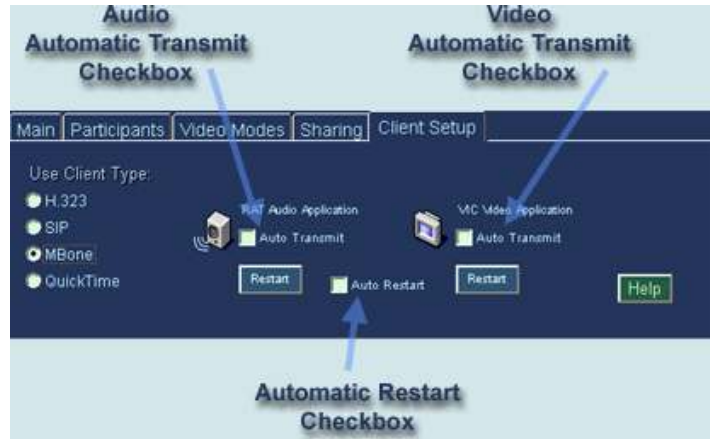 Audio
Automatic Transmit
Checkbox
Video
Automatic Transmit
Checkbox
Main Participants Video Modes Sharing Client Setup
Use Client Type:
H.323
SIP
MBone
QuickTime
RAT Audio Application
Auto Transmit
Restart
VIC Video Application
Auto Transmit
Restart
Auto Restart
Help
Automatic Restart
Checkbox